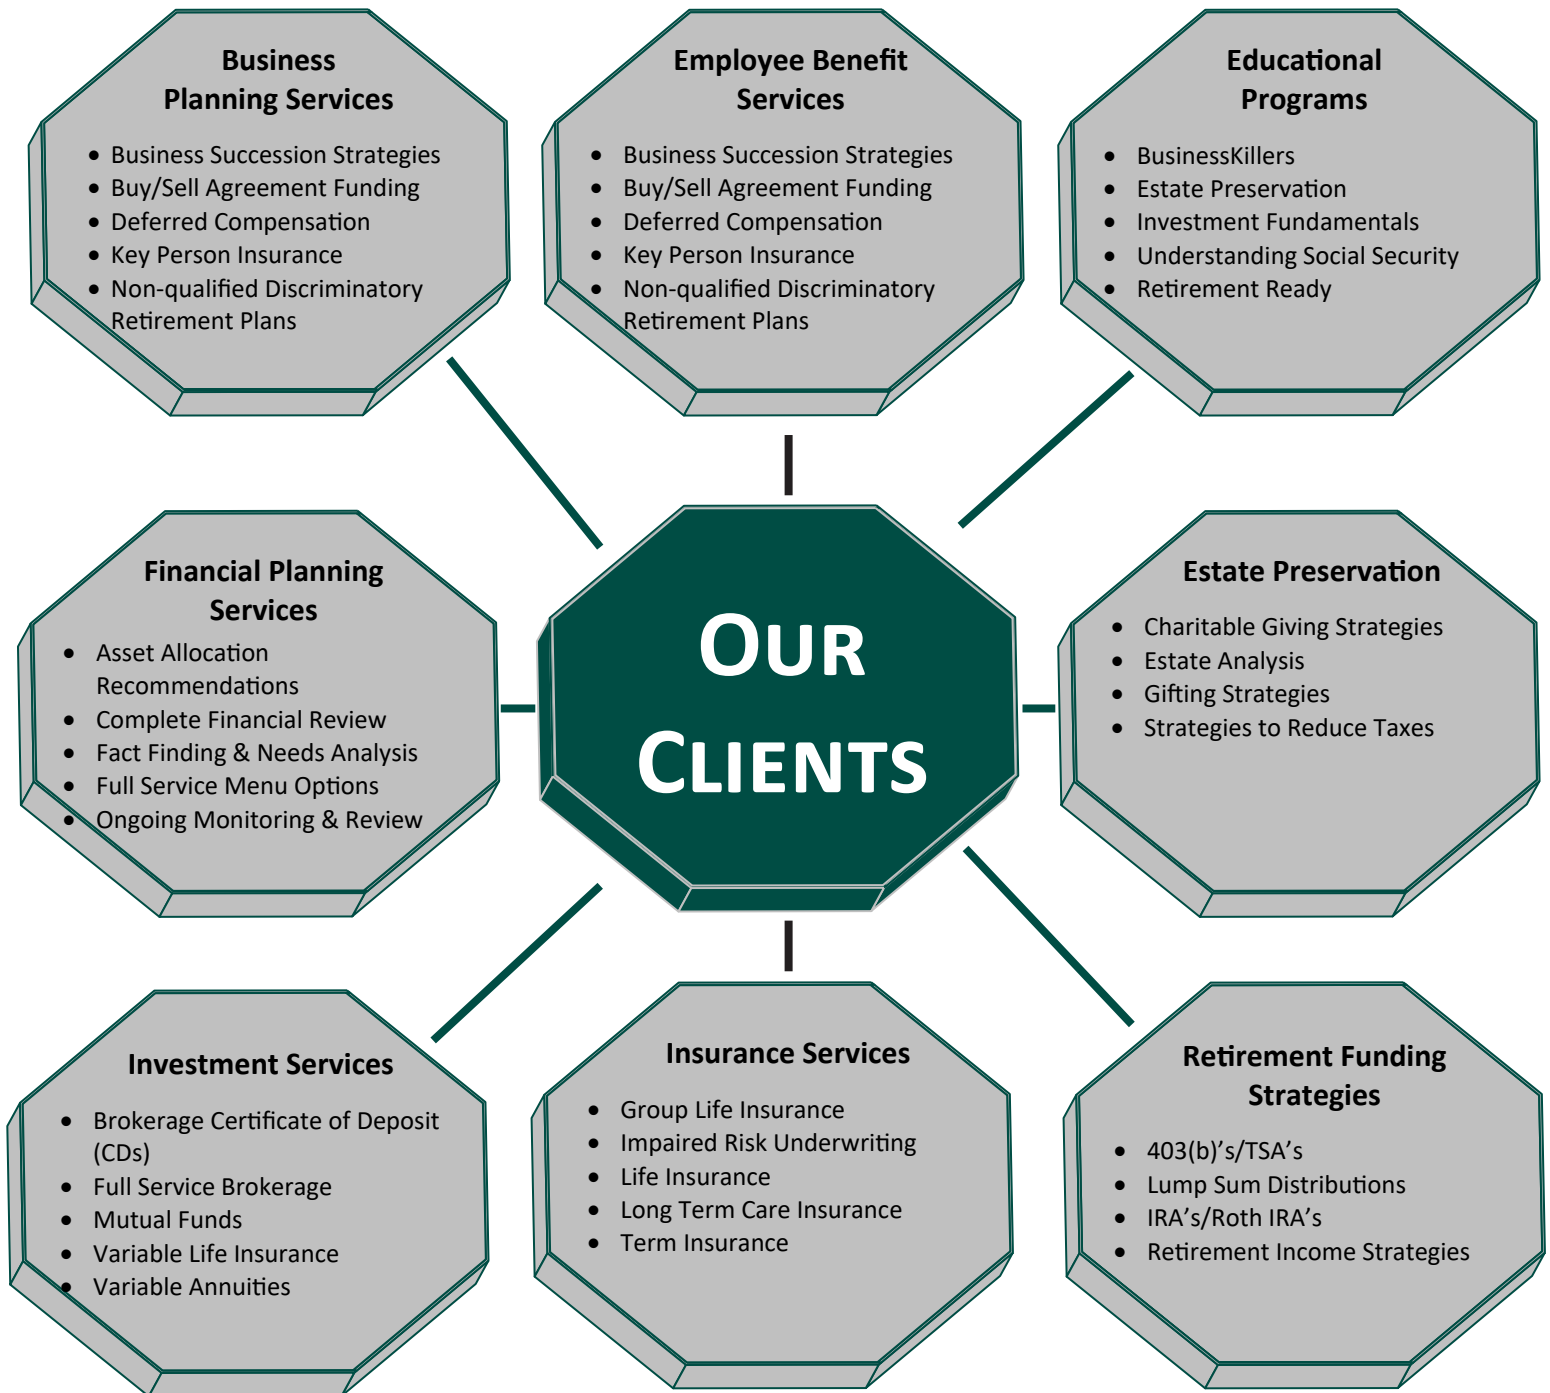 Business
Planning Services
• Business Succession Strategies
• Buy/Sell Agreement Funding
• Deferred Compensation
• Key Person Insurance
• Non-qualified Discriminatory
Retirement Plans
Employee Benefit
Services
• Business Succession Strategies
• Buy/Sell Agreement Funding
• Deferred Compensation
• Key Person Insurance
• Non-qualified Discriminatory
Retirement Plans
Educational
Programs
• BusinessKillers
• Estate Preservation
• Investment Fundamentals
• Understanding Social Security
• Retirement Ready
Financial Planning
Services
• Asset Allocation
Recommendations
• Complete Financial Review
• Fact Finding & Needs Analysis
• Full Service Menu Options
• Ongoing Monitoring & Review
OUR
CLIENTS
Estate Preservation
• Charitable Giving Strategies
• Estate Analysis
• Gifting Strategies
• Strategies to Reduce Taxes
Investment Services
• Brokerage Certificate of Deposit
(CDs)
• Full Service Brokerage
• Mutual Funds
• Variable Life Insurance
• Variable Annuities
Insurance Services
• Group Life Insurance
• Impaired Risk Underwriting
• Life Insurance
• Long Term Care Insurance
• Term Insurance
Retirement Funding
Strategies
• 403(b)’s/TSA’s
• Lump Sum Distributions
• IRA’s/Roth IRA’s
• Retirement Income Strategies